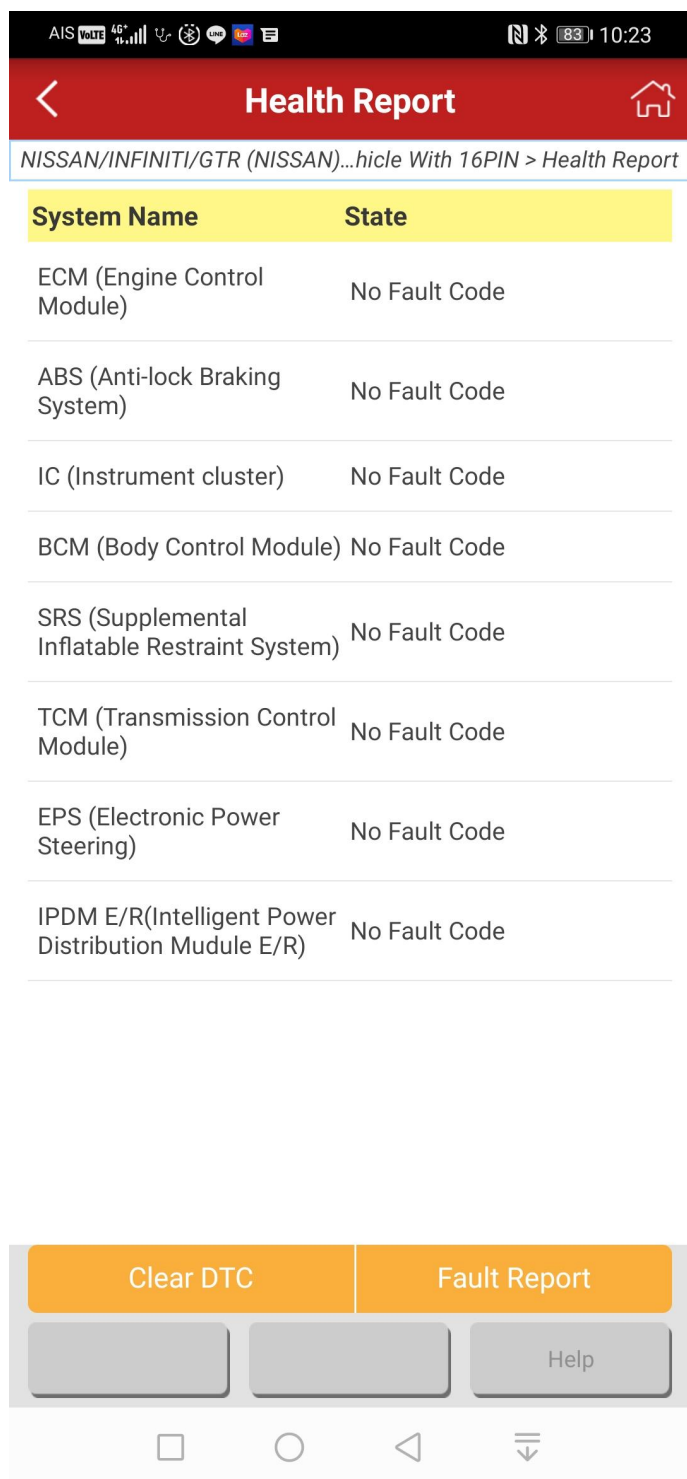 AIS VoLTE 4G+ LINE Laz 83 10:23
Health Report
NISSAN/INFINITI/GTR (NISSAN)...hicle With 16PIN > Health Report
System Name State
ECM (Engine Control
Module) No Fault Code
ABS (Anti-lock Braking
System) No Fault Code
IC (Instrument cluster) No Fault Code
BCM (Body Control Module) No Fault Code
SRS (Supplemental
Inflatable Restraint System) No Fault Code
TCM (Transmission Control
Module) No Fault Code
EPS (Electronic Power
Steering) No Fault Code
IPDM E/R(Intelligent Power
Distribution Mudule E/R) No Fault Code
Clear DTC Fault Report
Help